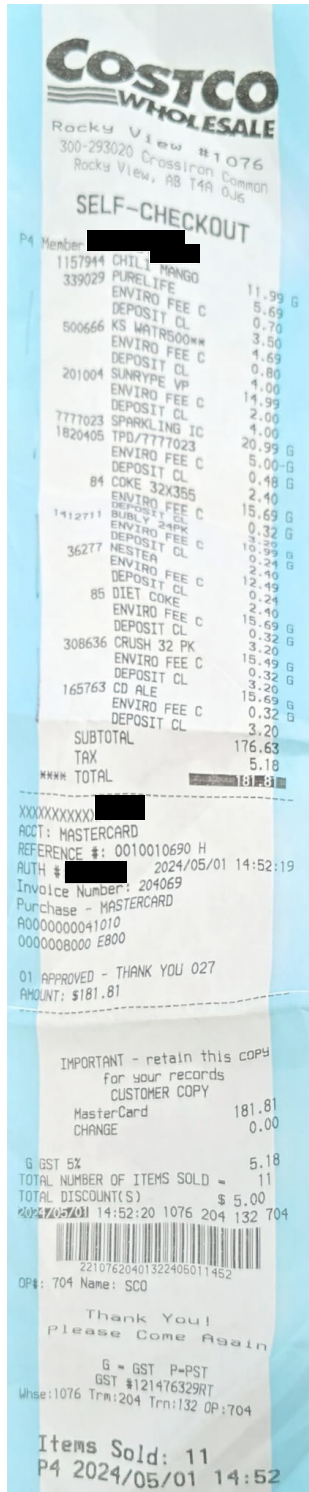 COSTCO
WHOLESALE
Rocky View #1076
300-293020 CrossIron Common
Rocky View, AB T4A 0J6
SELF-CHECKOUT
P4 Member
1157944 CHILI MANGO 11.99 G
339029 PURELIFE 5.69
ENVIRO FEE C 0.70
DEPOSIT CL 3.50
500666 KS WATR500** 4.69
ENVIRO FEE C 0.80
DEPOSIT CL 4.00
201004 SUNRYPE VP 14.99
ENVIRO FEE C 2.00
DEPOSIT CL 4.00
7777023 SPARKLING IC 20.99 G
1820405 TPD/7777023 5.00-G
ENVIRO FEE C 0.48 G
DEPOSIT CL 2.40
84 COKE 32X355 15.69 G
ENVIRO FEE C 0.32 G
DEPOSIT CL 3.20
1412711 BUBLY 24PK 10.99 G
ENVIRO FEE C 0.24 G
DEPOSIT CL 2.40
36277 NESTEA 12.49
ENVIRO FEE C 0.24
DEPOSIT CL 2.40
85 DIET COKE 15.69 G
ENVIRO FEE C 0.32 G
DEPOSIT CL 3.20
308636 CRUSH 32 PK 15.49 G
ENVIRO FEE C 0.32 G
DEPOSIT CL 3.20
165763 CD ALE 15.69 G
ENVIRO FEE C 0.32 G
DEPOSIT CL 3.20
SUBTOTAL 176.63
TAX 5.18
**** TOTAL 181.81
XXXXXXXXXX
ACCT: MASTERCARD
REFERENCE #: 0010010690 H
AUTH # 2024/05/01 14:52:19
Invoice Number: 204069
Purchase - MASTERCARD
A0000000041010
0000008000 E800
01 APPROVED - THANK YOU 027
AMOUNT: $181.81
IMPORTANT - retain this copy
for your records
CUSTOMER COPY
MasterCard 181.81
CHANGE 0.00
G GST 5% 5.18
TOTAL NUMBER OF ITEMS SOLD = 11
TOTAL DISCOUNT(S) $ 5.00
2024/05/01 14:52:20 1076 204 132 704
22107620401322405011452
OP#: 704 Name: SCO
Thank You!
Please Come Again
G = GST P=PST
GST #121476329RT
Whse:1076 Trm:204 Trn:132 OP:704
Items Sold: 11
P4 2024/05/01 14:52